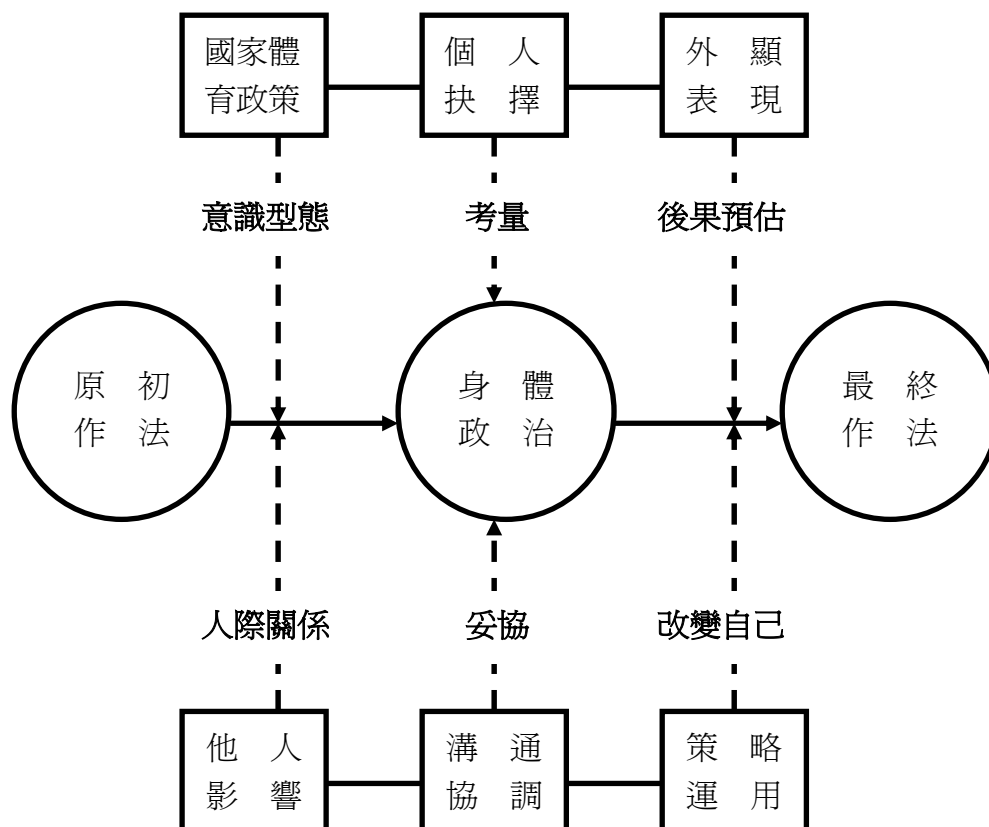 國家體
育政策
個人
抉擇
外顯
表現
意識型態
考量
後果預估
原初
作法
身體
政治
最終
作法
人際關係
妥協
改變自己
他人
影響
溝通
協調
策略
運用